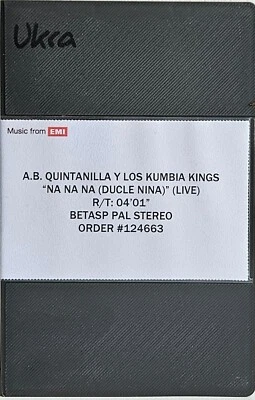 Ukra
Music from EMI
A.B. QUINTANILLA Y LOS KUMBIA KINGS
"NA NA NA (DUCLE NINA)" (LIVE)
R/T: 04'01"
BETASP PAL STEREO
ORDER #124663